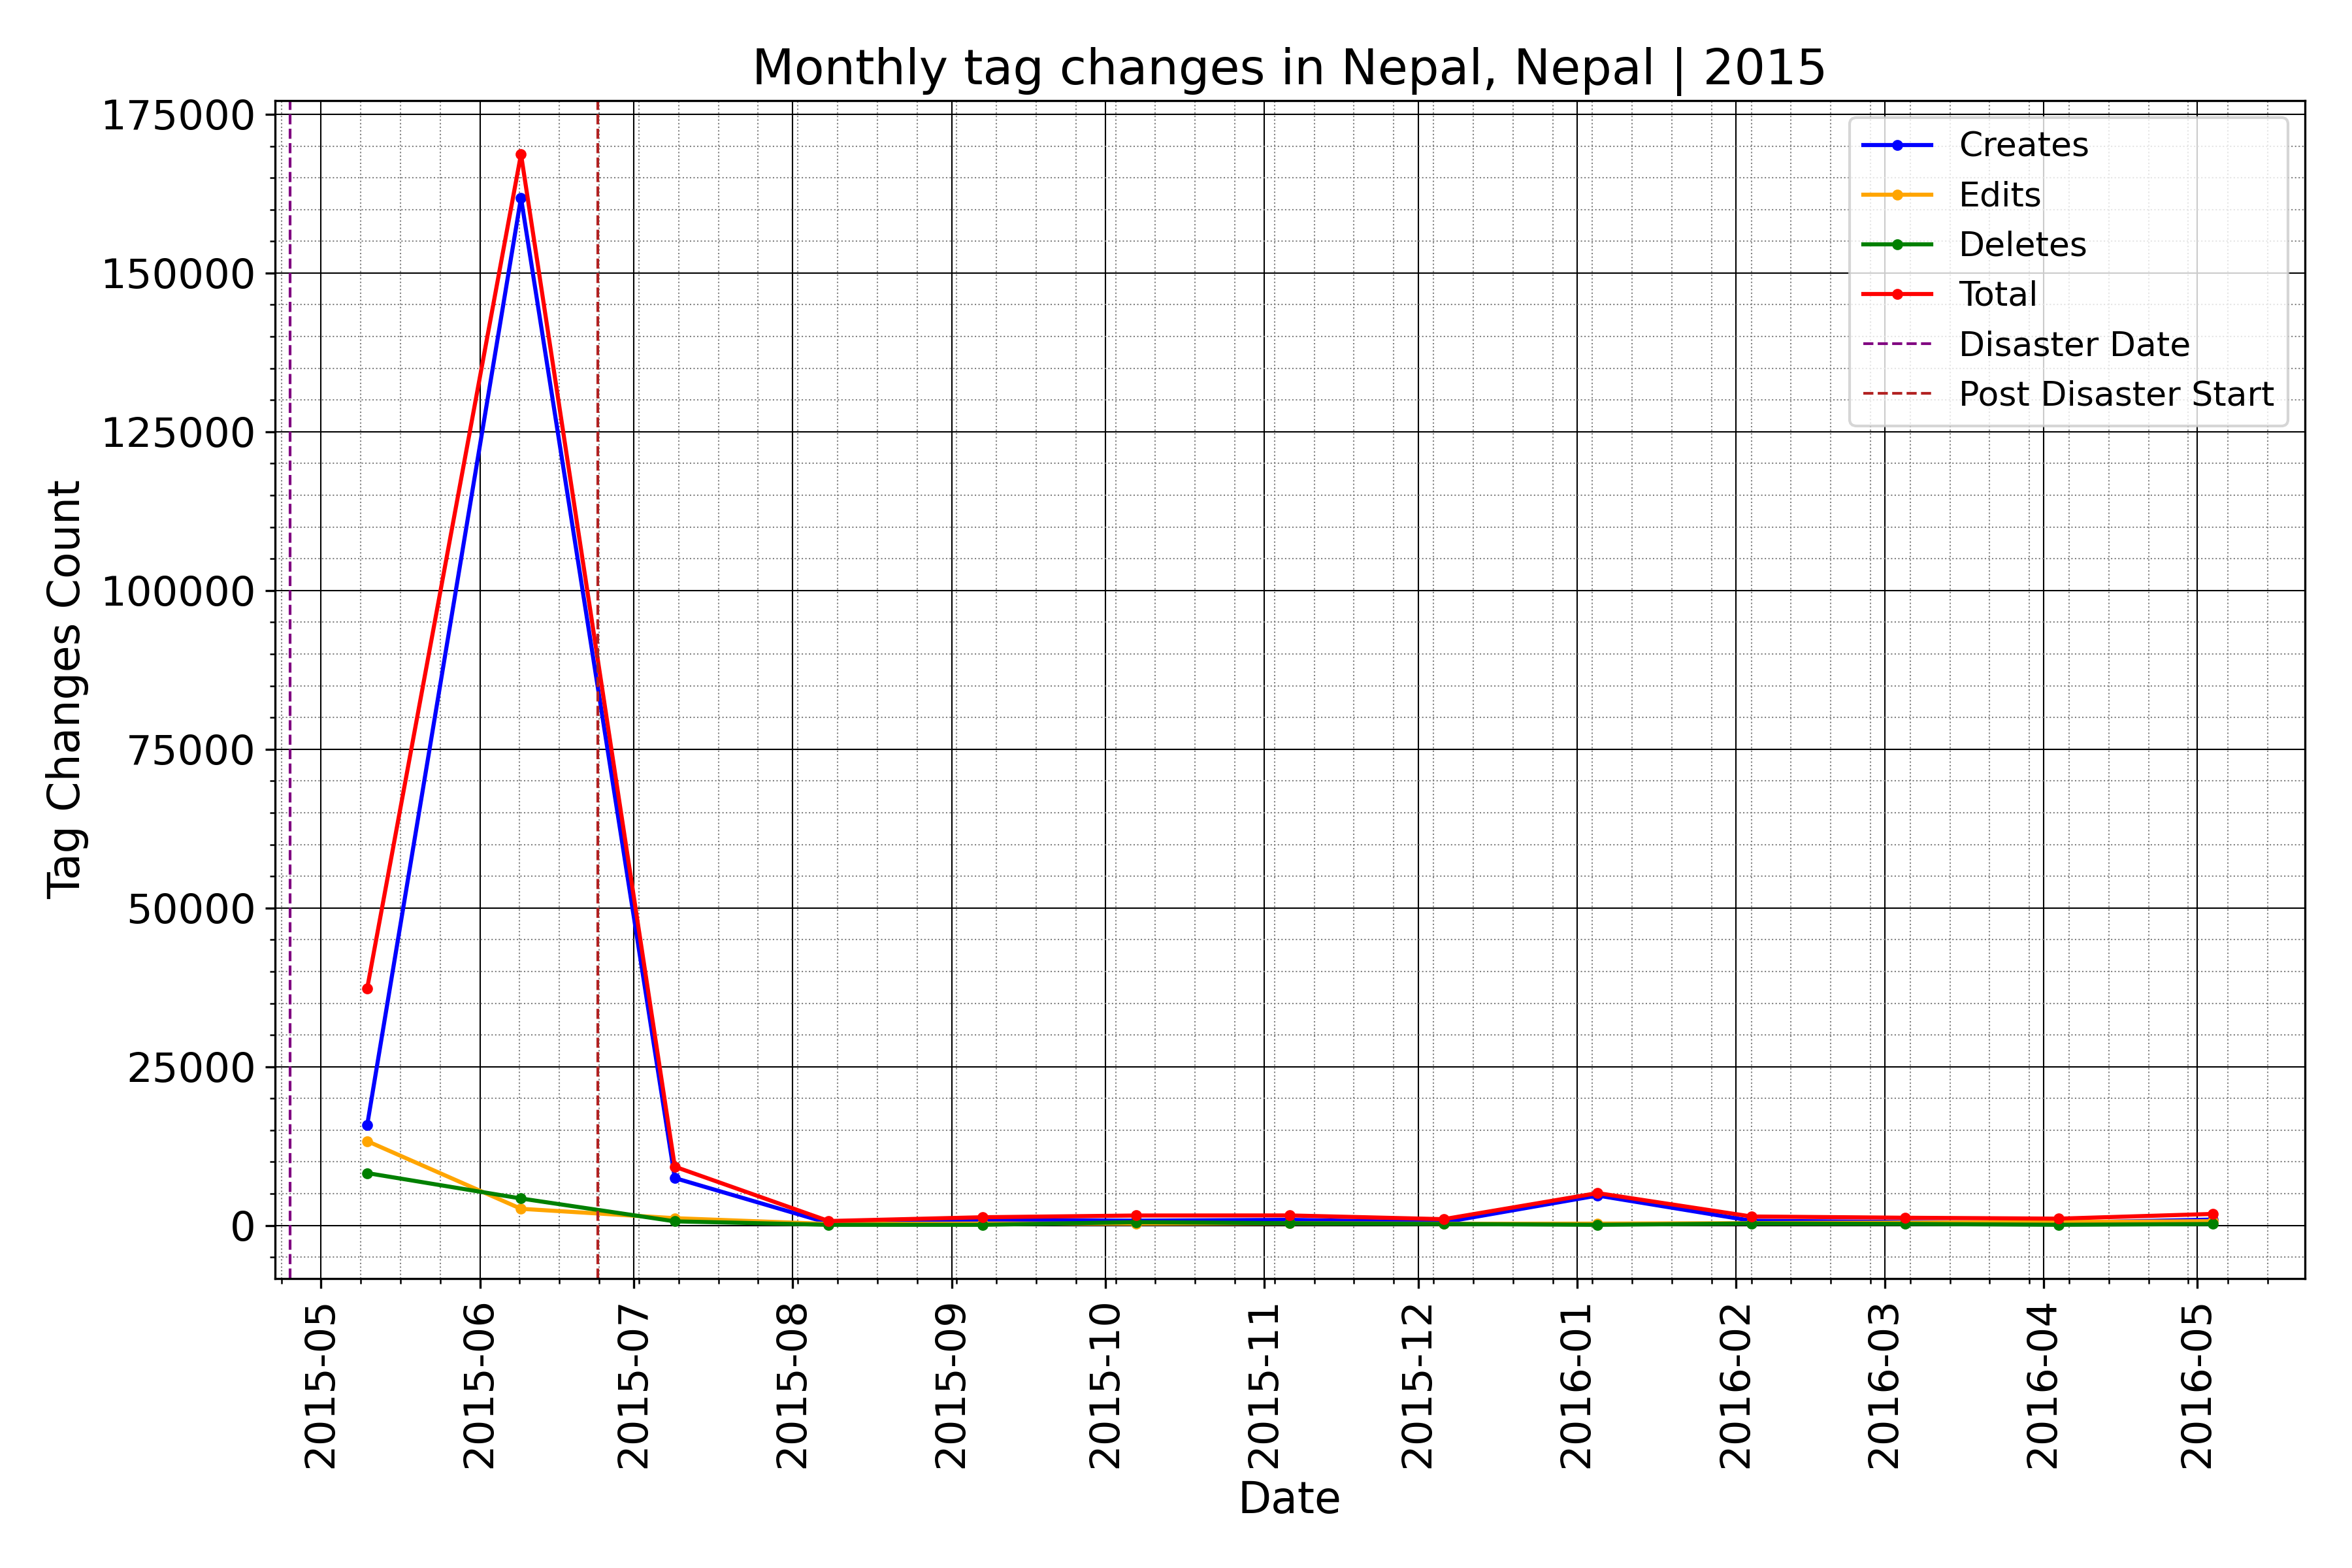 Monthly tag changes in Nepal, Nepal | 2015
Tag Changes Count
175000
150000
125000
100000
75000
50000
25000
0
Creates
Edits
Deletes
Total
Disaster Date
Post Disaster Start
2015-05
2015-06
2015-07
2015-08
2015-09
2015-10
2015-11
2015-12
2016-01
2016-02
2016-03
2016-04
2016-05
Date